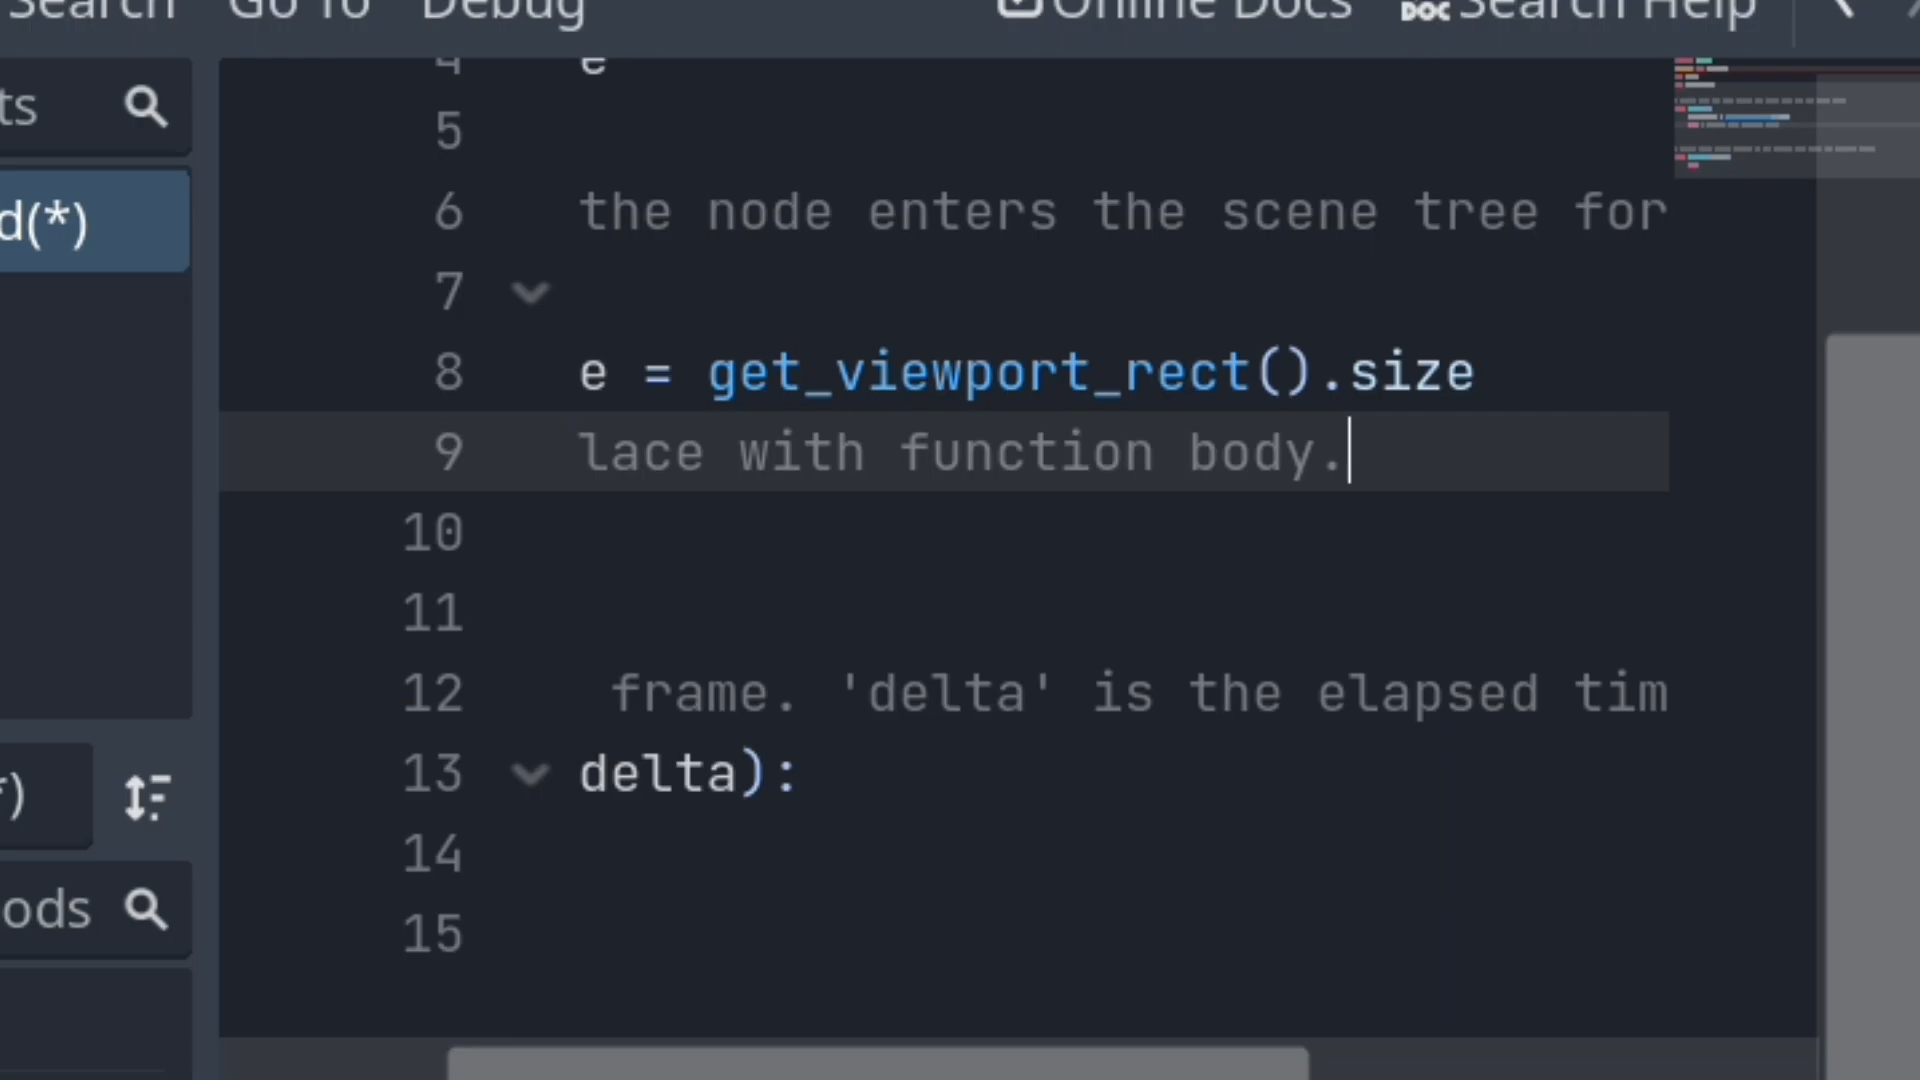 Search Go To Debug Online Docs DOC Search Help
ts
d(*)
*)
ods
4 e
5
6 the node enters the scene tree for
7
8 e = get_viewport_rect().size
9 lace with function body.
10
11
12 frame. 'delta' is the elapsed tim
13 delta):
14
15